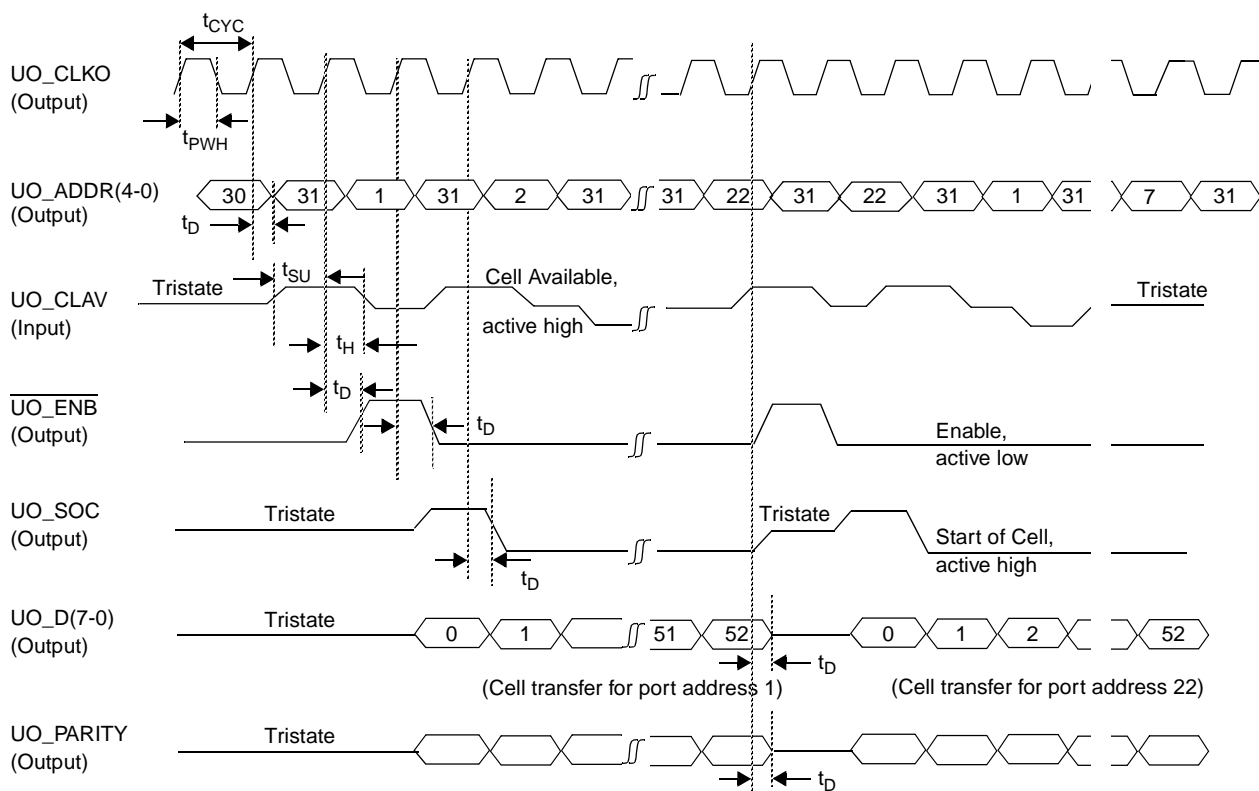 tCYC
UO_CLKO
(Output)
tPWH
UO_ADDR(4-0)
(Output)
30 31 1 31 2 31 31 22 31 22 31 1 31 7 31
tD
tSU
UO_CLAV
(Input)
Tristate
Cell Available,
active high
Tristate
tH
tD
UO_ENB
(Output)
tD
Enable,
active low
UO_SOC
(Output)
Tristate
Tristate
Start of Cell,
active high
tD
UO_D(7-0)
(Output)
Tristate
0 1 51 52 0 1 2 52
tD
(Cell transfer for port address 1)
(Cell transfer for port address 22)
UO_PARITY
(Output)
Tristate
tD